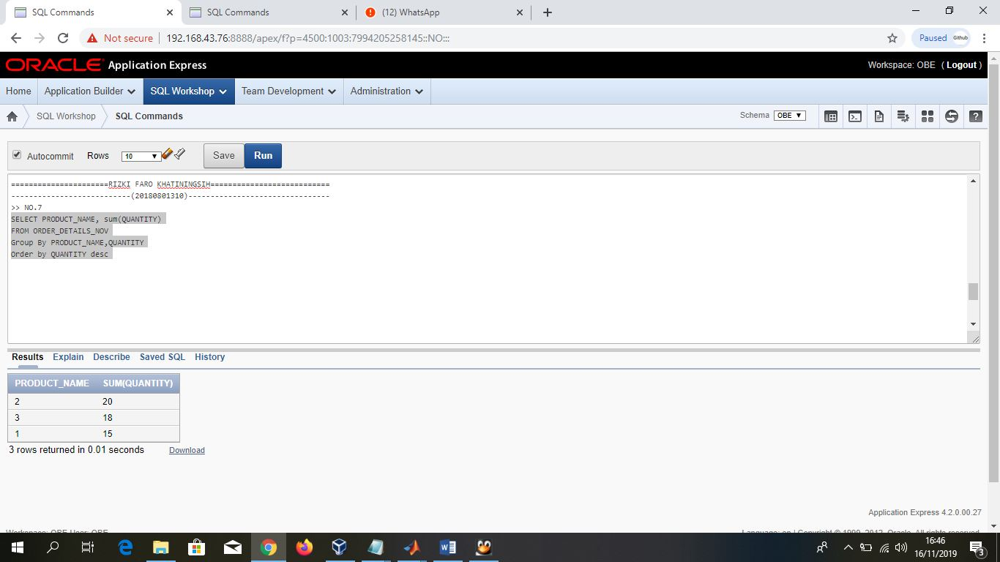 SQL Commands
SQL Commands
(12) WhatsApp
Not secure
192.168.43.76:8888/apex/f?p=4500:1003:7994205258145::NO:::
Paused
Github
ORACLE Application Express
Workspace: OBE ( Logout )
Home
Application Builder
SQL Workshop
Team Development
Administration
SQL Workshop
SQL Commands
Schema
OBE
Autocommit
Rows
10
Save
Run
======================RIZKI FARO KHATININGSIH===========================
---------------------------(20180801310)--------------------------------
>> NO.7
SELECT PRODUCT_NAME, sum(QUANTITY)
FROM ORDER_DETAILS_NOV
Group By PRODUCT_NAME,QUANTITY
Order by QUANTITY desc
Results
Explain
Describe
Saved SQL
History
PRODUCT_NAME SUM(QUANTITY)
2 20
3 18
1 15
3 rows returned in 0.01 seconds
Download
Application Express 4.2.0.00.27
Workspace: OBE User: OBE
Language: en | Copyright © 1999, 2012, Oracle. All rights reserved.
16:46
16/11/2019
3